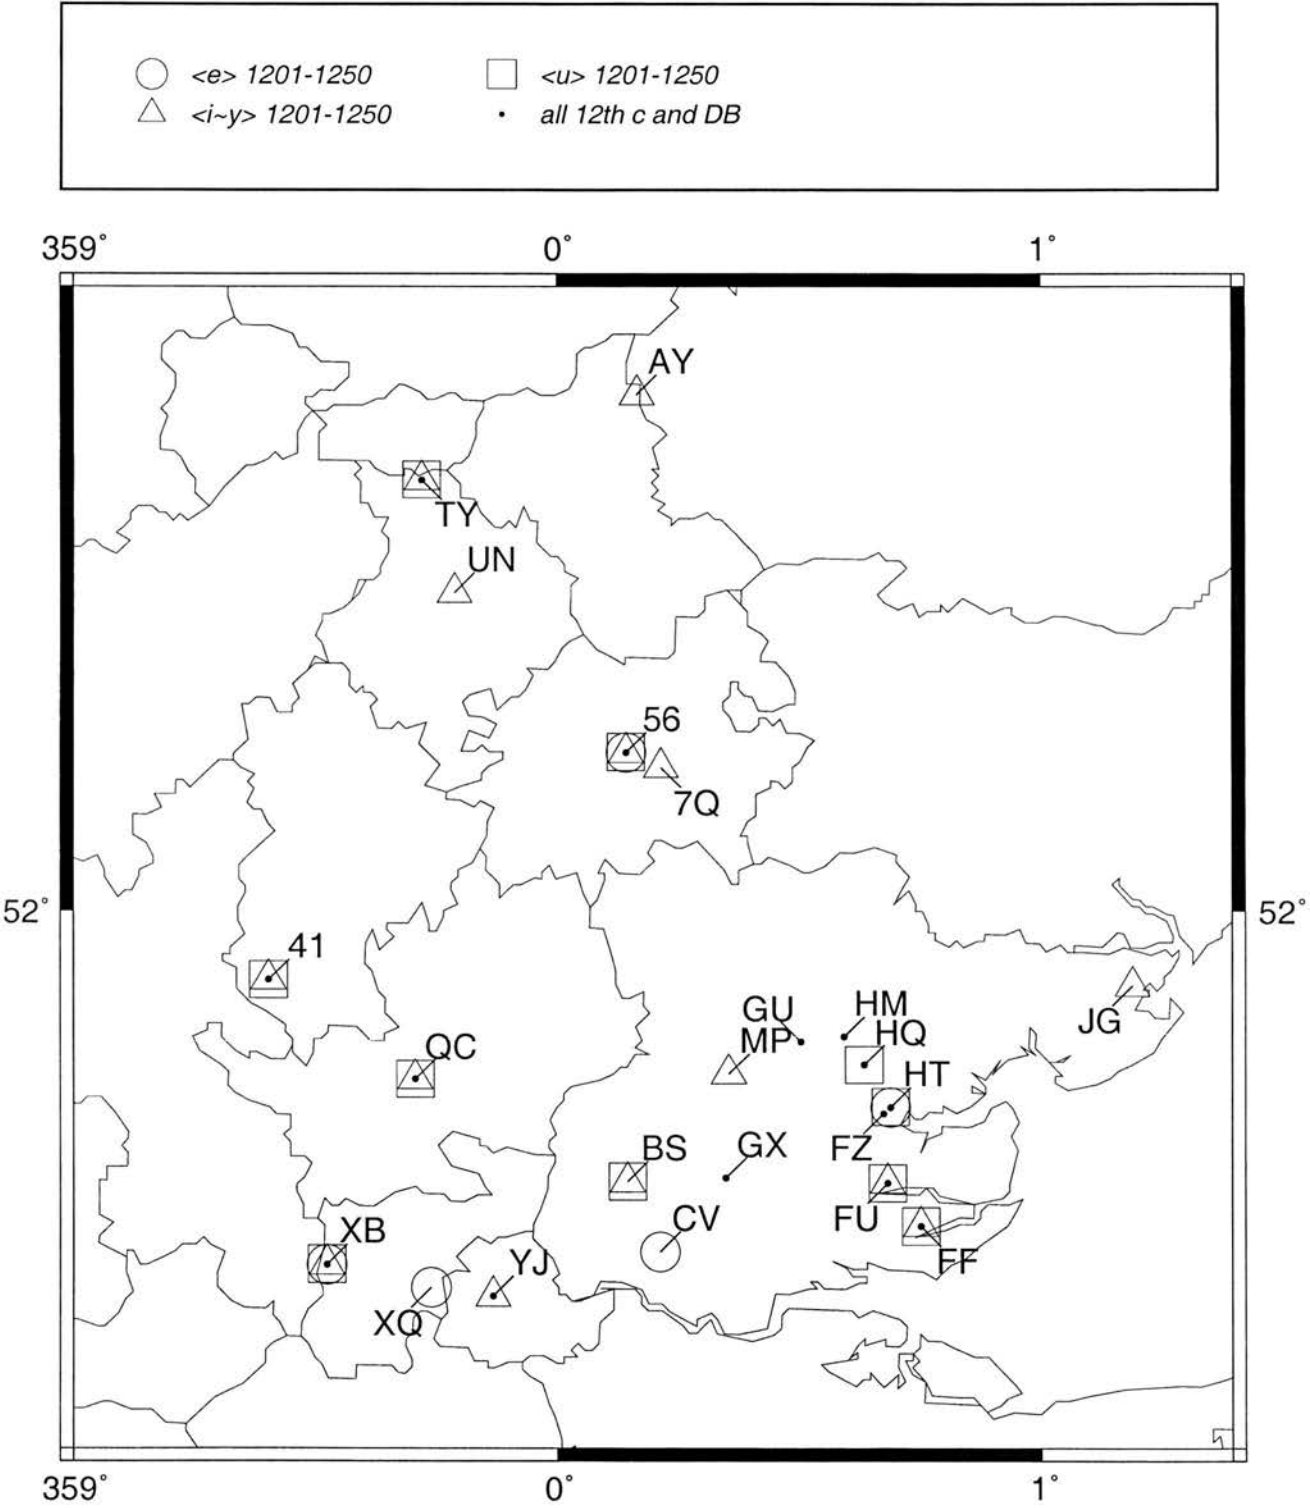 <e> 1201-1250
<u> 1201-1250
<i~y> 1201-1250
all 12th c and DB
359° 0° 1°
AY
TY
UN
56
7Q
52° 52°
41
HM
GU
HQ
MP
JG
QC
HT
FZ
BS
GX
FU
CV
XB
FF
YJ
XQ
359° 0° 1°